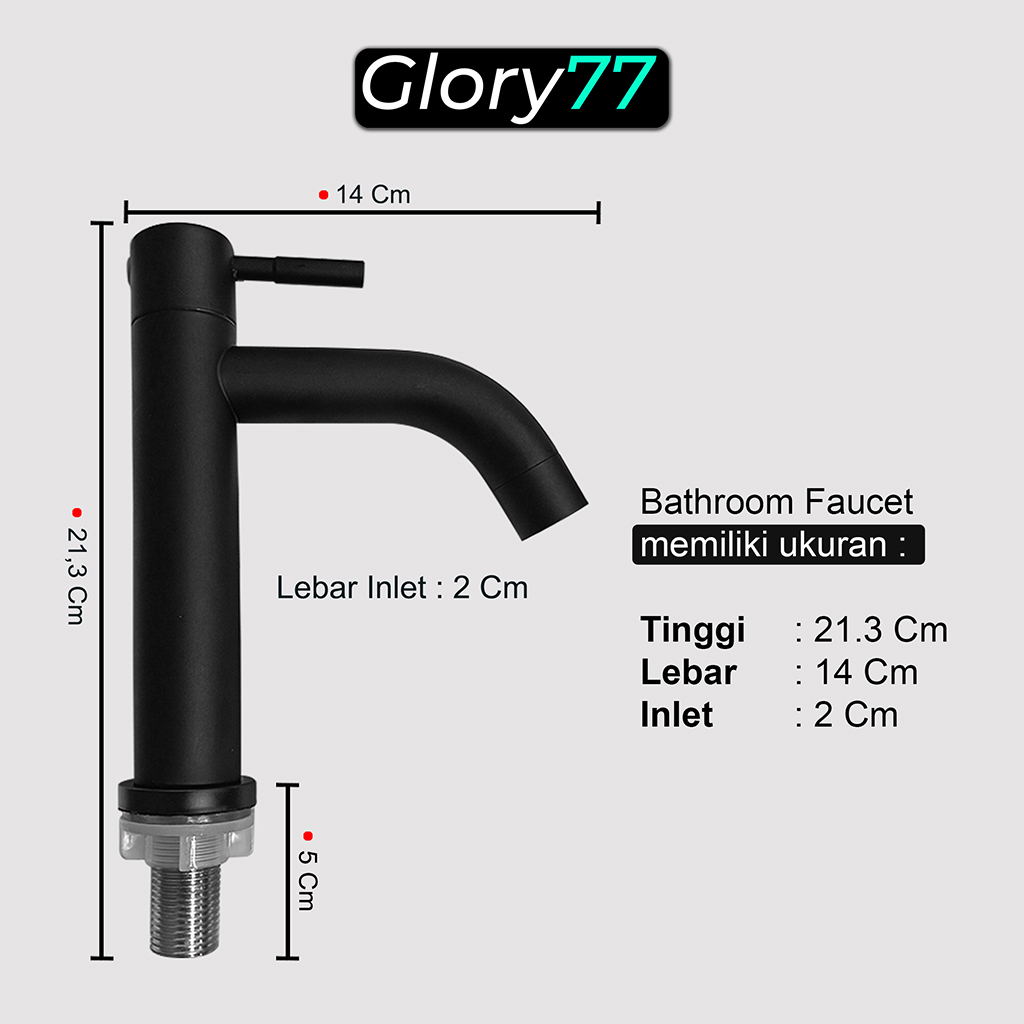 Glory77
14 Cm
21,3 Cm
Lebar Inlet : 2 Cm
5 Cm
Bathroom Faucet
memiliki ukuran :
Tinggi : 21.3 Cm
Lebar : 14 Cm
Inlet : 2 Cm